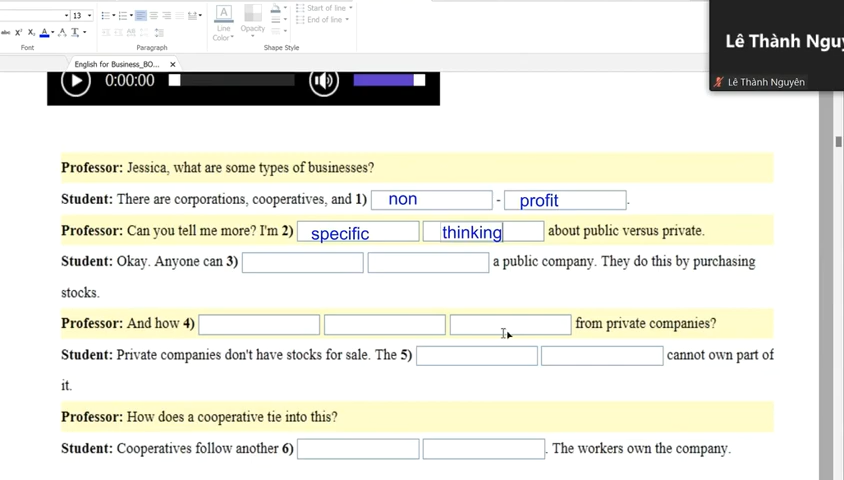 13
Start of line
End of line
abc X² X₂ A A T
Line Color
Opacity
Font
Paragraph
Shape Style
English for Business_BO... ×
0:00:00
Lê Thành Nguy
Lê Thành Nguyên
Professor: Jessica, what are some types of businesses?
Student: There are corporations, cooperatives, and 1) non - profit.
Professor: Can you tell me more? I'm 2) specific thinking about public versus private.
Student: Okay. Anyone can 3) a public company. They do this by purchasing
stocks.
Professor: And how 4) from private companies?
Student: Private companies don't have stocks for sale. The 5) cannot own part of
it.
Professor: How does a cooperative tie into this?
Student: Cooperatives follow another 6) . The workers own the company.